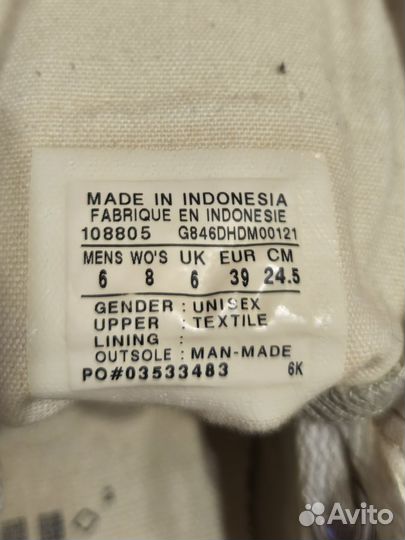 MADE IN INDONESIA
FABRIQUE EN INDONESIE
108805 G846DHDM00121
MENS WO'S UK EUR CM
6 8 6 39 24.5
GENDER : UNISEX
UPPER : TEXTILE
LINING :
OUTSOLE : MAN-MADE
PO#03533483 6K
Avito